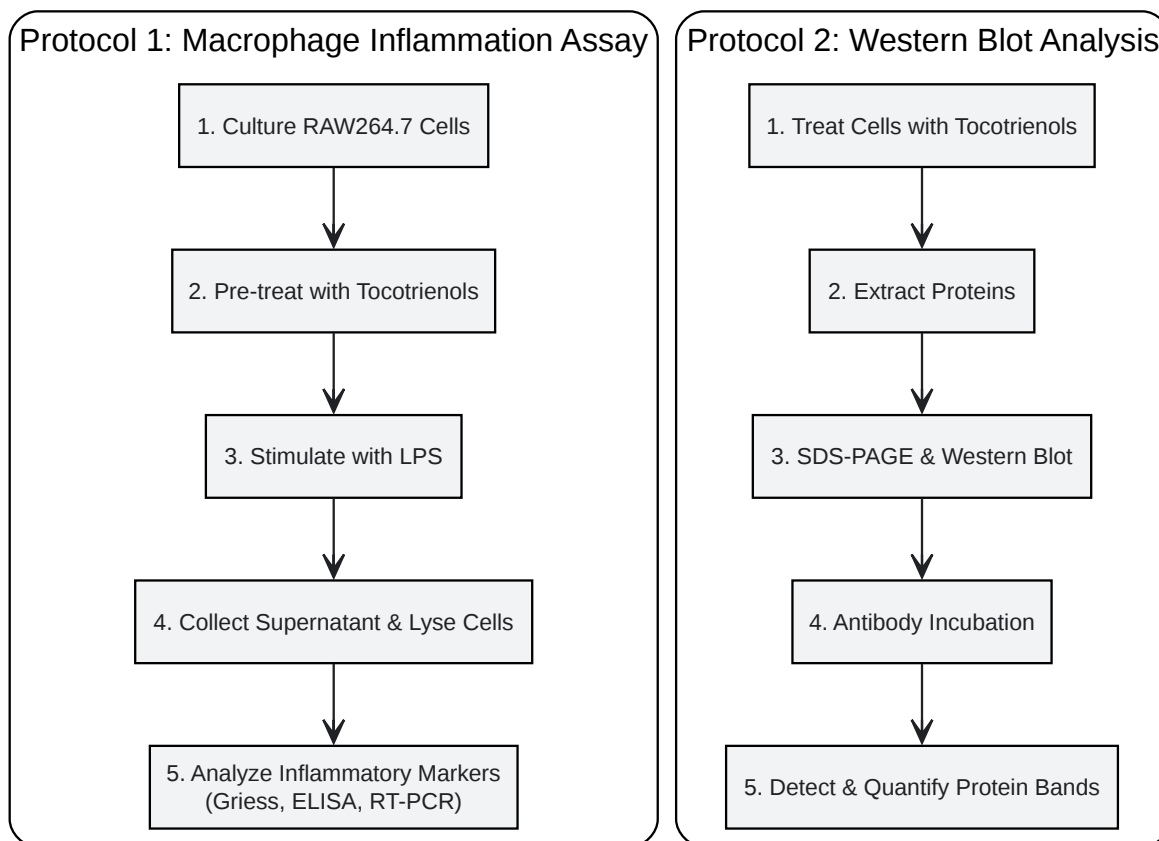 Protocol 1: Macrophage Inflammation Assay
1. Culture RAW264.7 Cells
2. Pre-treat with Tocotrienols
3. Stimulate with LPS
4. Collect Supernatant & Lyse Cells
5. Analyze Inflammatory Markers
(Griess, ELISA, RT-PCR)
Protocol 2: Western Blot Analysis
1. Treat Cells with Tocotrienols
2. Extract Proteins
3. SDS-PAGE & Western Blot
4. Antibody Incubation
5. Detect & Quantify Protein Bands